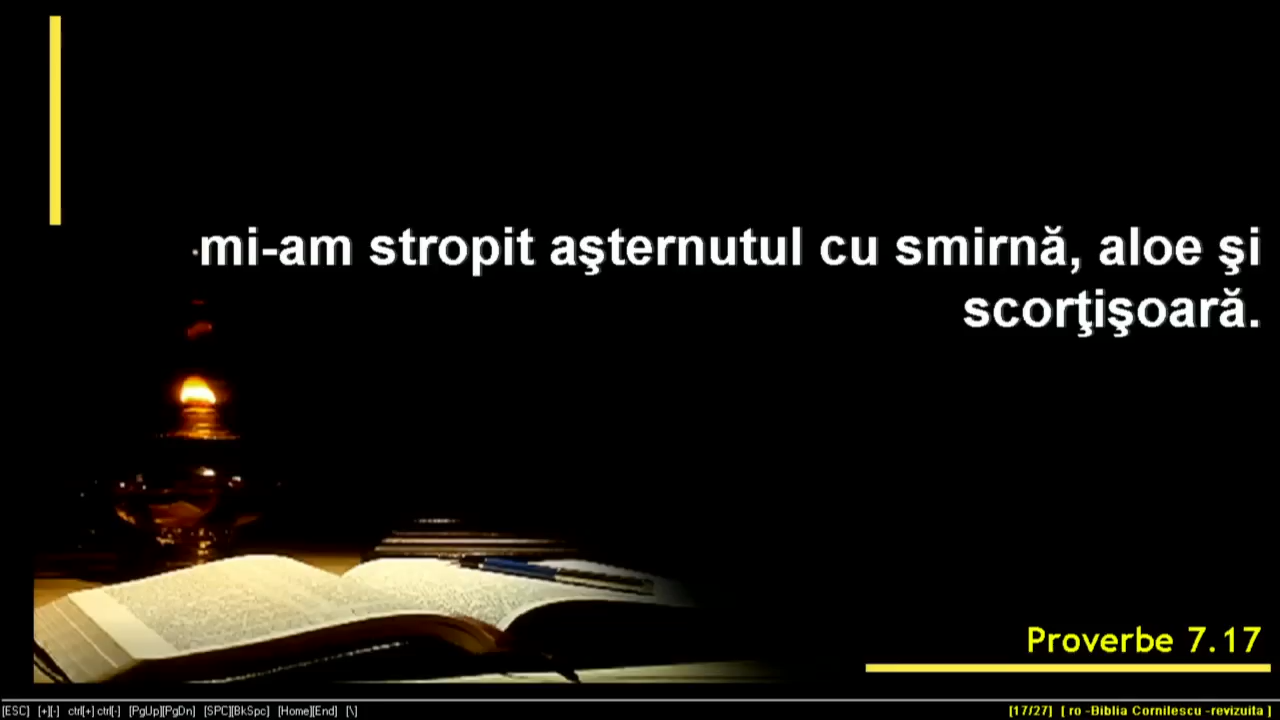 mi-am stropit aşternutul cu smirnă, aloe şi
scorţişoară.
Proverbe 7.17
[ESC] [+][-] ctrl[+] ctrl[-] [PgUp][PgDn] [SPC][BkSpc] [Home][End] [\] [17/27] [ ro -Biblia Cornilescu -revizuita ]